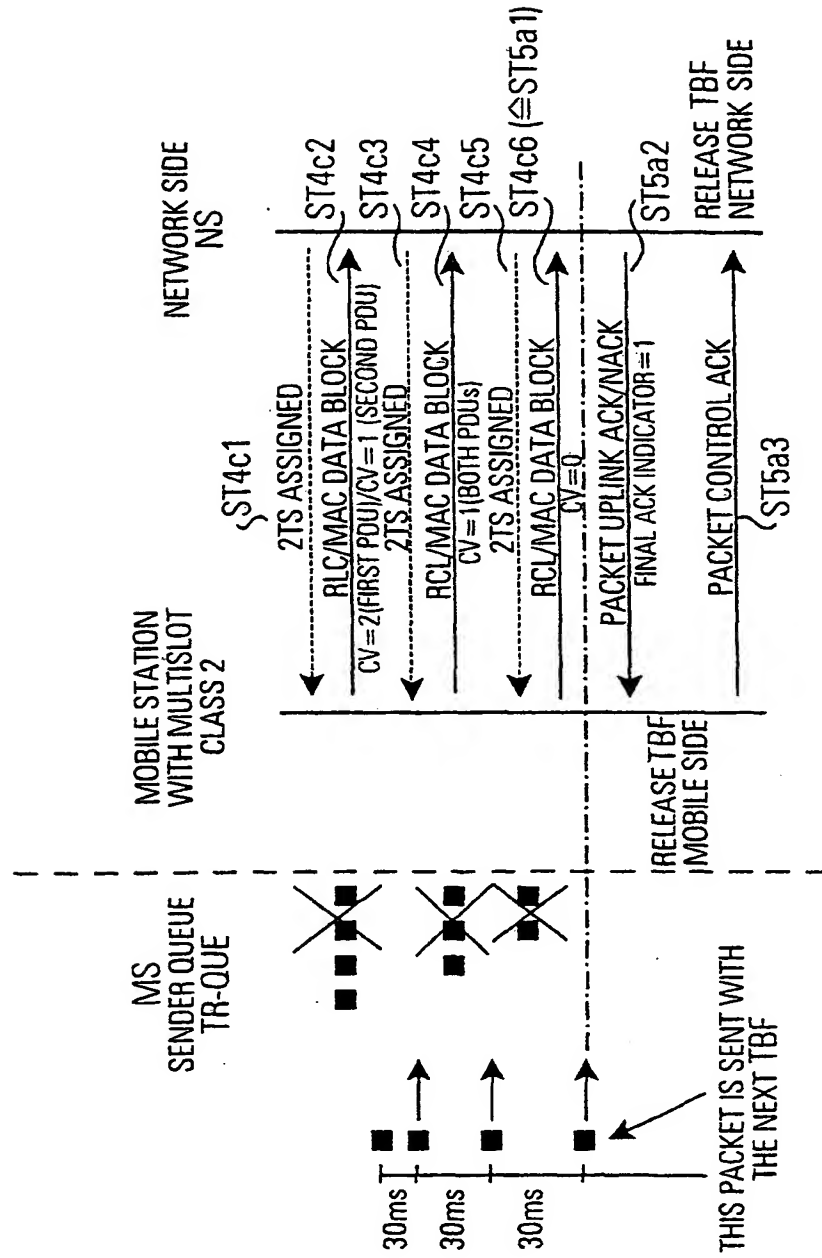 MS
SENDER QUEUE
TR-QUE
MOBILE STATION
WITH MULTISLOT
CLASS 2
NETWORK SIDE
NS
ST4c1
2TS ASSIGNED
ST4c2
RLC/MAC DATA BLOCK
CV=2(FIRST PDU)/CV=1 (SECOND PDU)
ST4c3
2TS ASSIGNED
ST4c4
RCL/MAC DATA BLOCK
CV=1(BOTH PDUs)
ST4c5
2TS ASSIGNED
ST4c6 (≙ST5a1)
RCL/MAC DATA BLOCK
CV=0
PACKET UPLINK ACK/NACK
FINAL ACK INDICATOR=1
ST5a2
PACKET CONTROL ACK
ST5a3
RELEASE TBF
NETWORK SIDE
RELEASE TBF
MOBILE SIDE
30ms
30ms
30ms
THIS PACKET IS SENT WITH
THE NEXT TBF